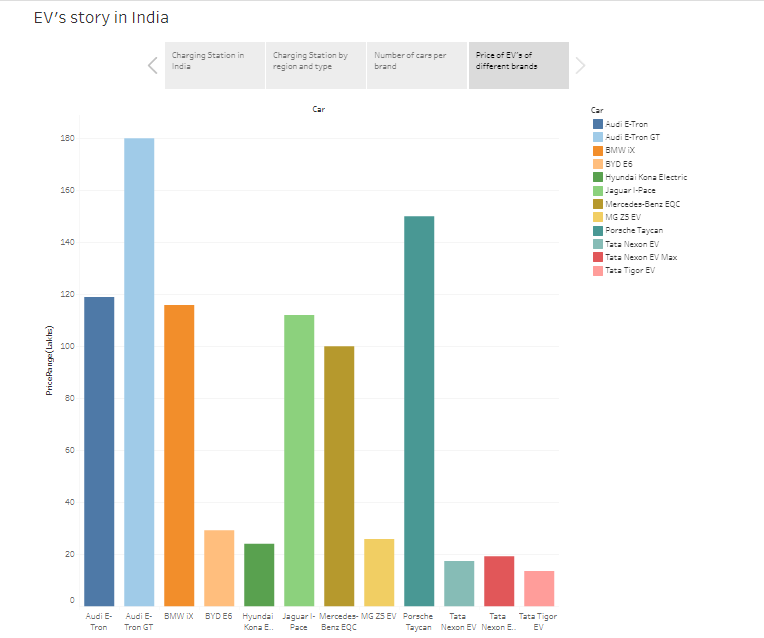 EV's story in India
Charging Station in
India
Charging Station by
region and type
Number of cars per
brand
Price of EV's of
different brands
Car
180
160
140
120
100
80
60
40
20
0
PriceRange(Lakhs)
Audi E-
Tron
Audi E-
Tron GT
BMW iX
BYD E6
Hyundai
Kona E..
Jaguar I-
Pace
Mercedes-
Benz EQC
MG ZS EV
Porsche
Taycan
Tata
Nexon EV
Tata
Nexon E..
Tata Tigor
EV
Car
Audi E-Tron
Audi E-Tron GT
BMW iX
BYD E6
Hyundai Kona Electric
Jaguar I-Pace
Mercedes-Benz EQC
MG ZS EV
Porsche Taycan
Tata Nexon EV
Tata Nexon EV Max
Tata Tigor EV